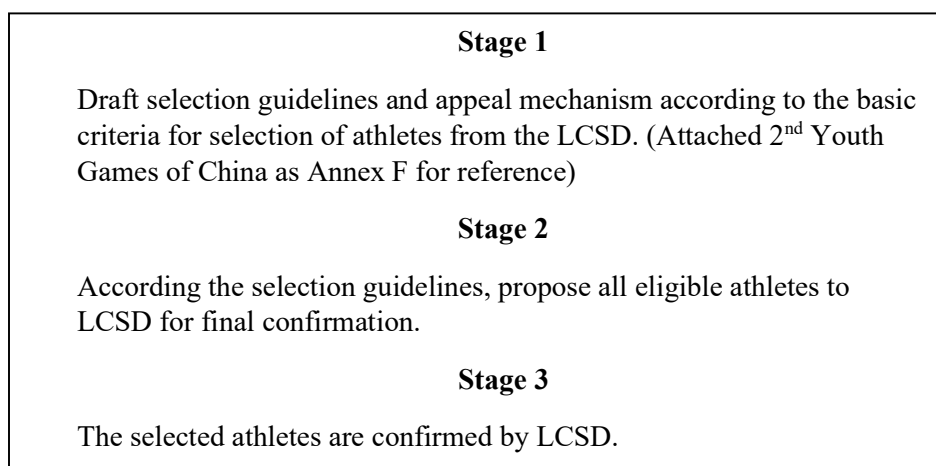 Stage 1
Draft selection guidelines and appeal mechanism according to the basic
criteria for selection of athletes from the LCSD. (Attached 2nd Youth
Games of China as Annex F for reference)
Stage 2
According the selection guidelines, propose all eligible athletes to
LCSD for final confirmation.
Stage 3
The selected athletes are confirmed by LCSD.